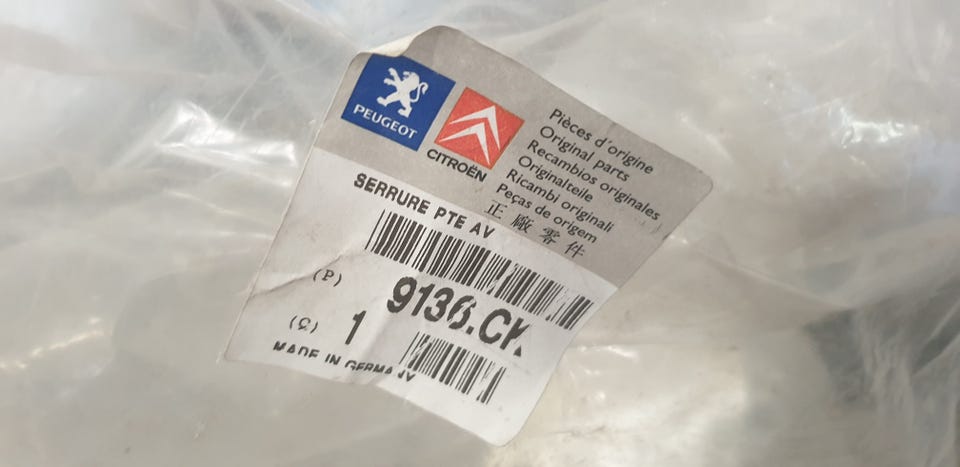 PEUGEOT
CITROËN
Pièces d'origine
Original parts
Recambios originales
Originalteile
Ricambi originali
Peças de origem
正廠零件
SERRURE PTE AV
(P)
9136.CK
(Q) 1
MADE IN GERMANY